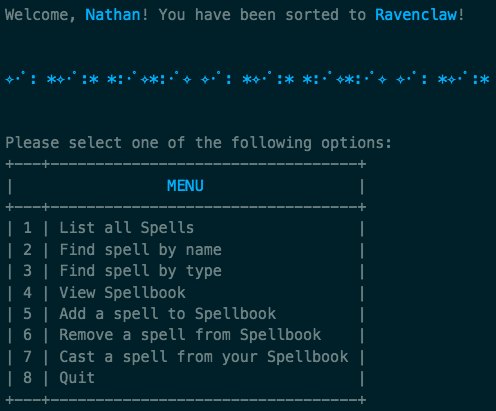 Welcome, Nathan! You have been sorted to Ravenclaw!
✧･ﾟ: *✧･ﾟ:* *:･ﾟ✧*:･ﾟ✧ ✧･ﾟ: *✧･ﾟ:* *:･ﾟ✧*:･ﾟ✧ ✧･ﾟ: *✧･ﾟ:*
Please select one of the following options:
+---+----------------------------------+
|                 MENU                 |
+---+----------------------------------+
| 1 | List all Spells                  |
| 2 | Find spell by name               |
| 3 | Find spell by type               |
| 4 | View Spellbook                   |
| 5 | Add a spell to Spellbook         |
| 6 | Remove a spell from Spellbook    |
| 7 | Cast a spell from your Spellbook |
| 8 | Quit                             |
+---+----------------------------------+